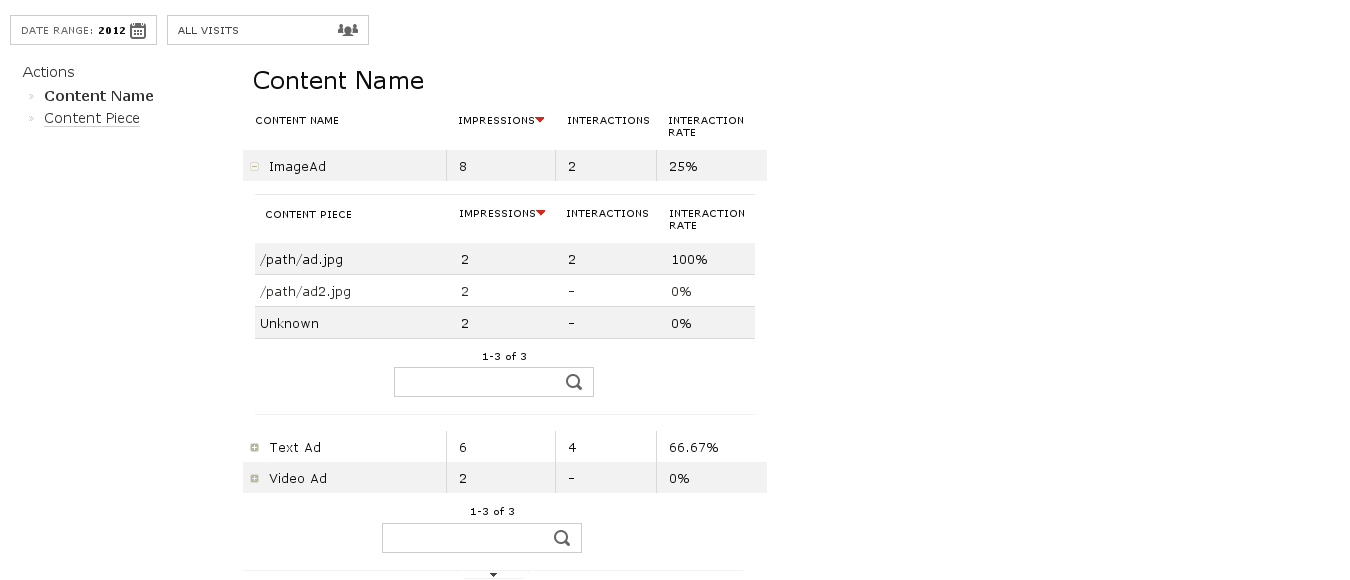 DATE RANGE: 2012
ALL VISITS
Actions
» Content Name
» Content Piece
Content Name
CONTENT NAME IMPRESSIONS INTERACTIONS INTERACTION RATE
ImageAd 8 2 25%
CONTENT PIECE IMPRESSIONS INTERACTIONS INTERACTION RATE
/path/ad.jpg 2 2 100%
/path/ad2.jpg 2 - 0%
Unknown 2 - 0%
1-3 of 3
Text Ad 6 4 66.67%
Video Ad 2 - 0%
1-3 of 3